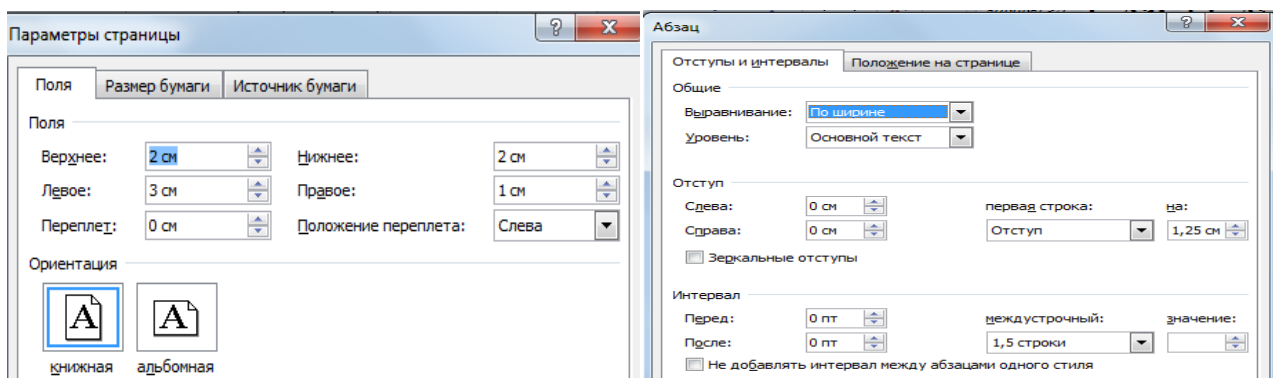 Параметры страницы
Поля Размер бумаги Источник бумаги
Поля
Верхнее: 2 см Нижнее: 2 см
Левое: 3 см Правое: 1 см
Переплет: 0 см Положение переплета: Слева
Ориентация
А А
книжная альбомная
Абзац
Отступы и интервалы Положение на странице
Общие
Выравнивание: По ширине
Уровень: Основной текст
Отступ
Слева: 0 см первая строка: на:
Справа: 0 см Отступ 1,25 см
Зеркальные отступы
Интервал
Перед: 0 пт междустрочный: значение:
После: 0 пт 1,5 строки
Не добавлять интервал между абзацами одного стиля